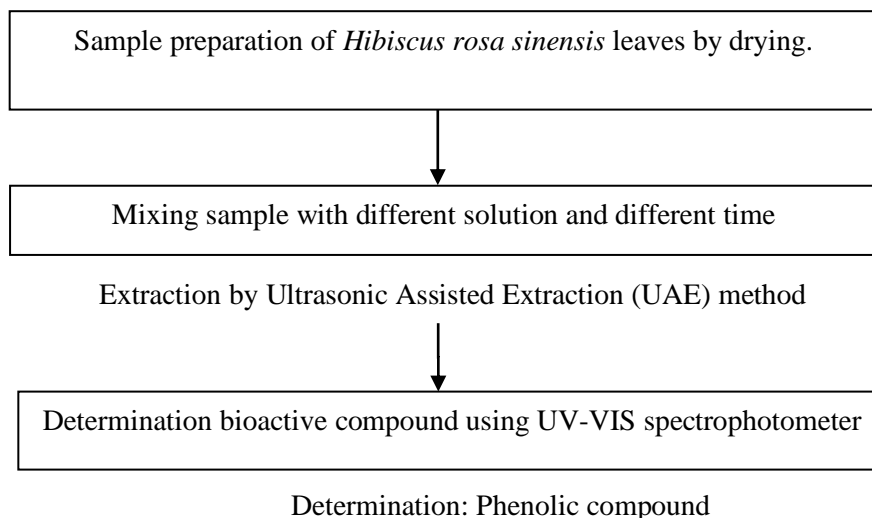 Sample preparation of Hibiscus rosa sinensis leaves by drying.
Mixing sample with different solution and different time
Extraction by Ultrasonic Assisted Extraction (UAE) method
Determination bioactive compound using UV-VIS spectrophotometer
Determination: Phenolic compound